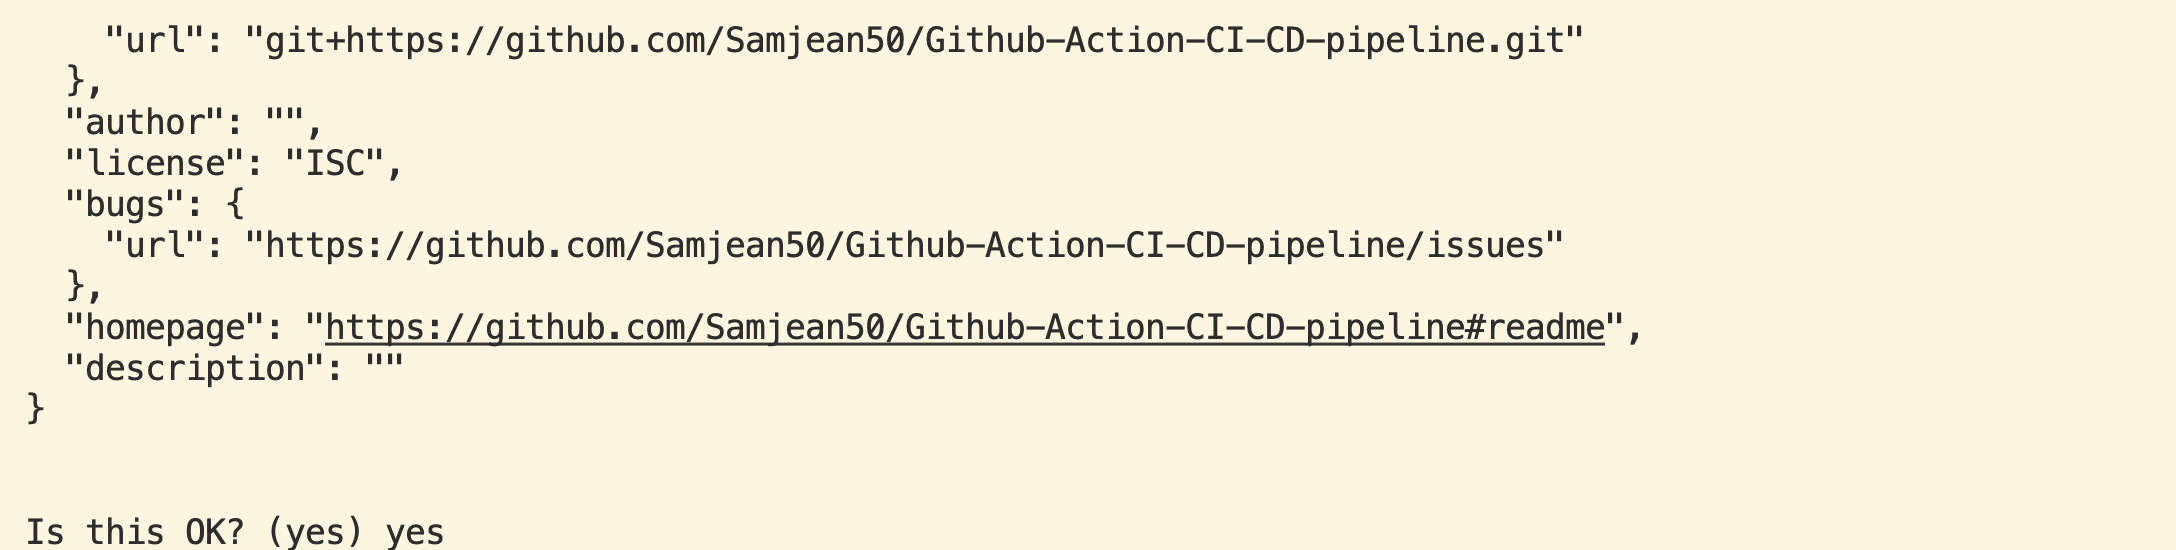 "url": "git+https://github.com/Samjean50/Github-Action-CI-CD-pipeline.git"
},
"author": "",
"license": "ISC",
"bugs": {
"url": "https://github.com/Samjean50/Github-Action-CI-CD-pipeline/issues"
},
"homepage": "https://github.com/Samjean50/Github-Action-CI-CD-pipeline#readme",
"description": ""
}
Is this OK? (yes) yes